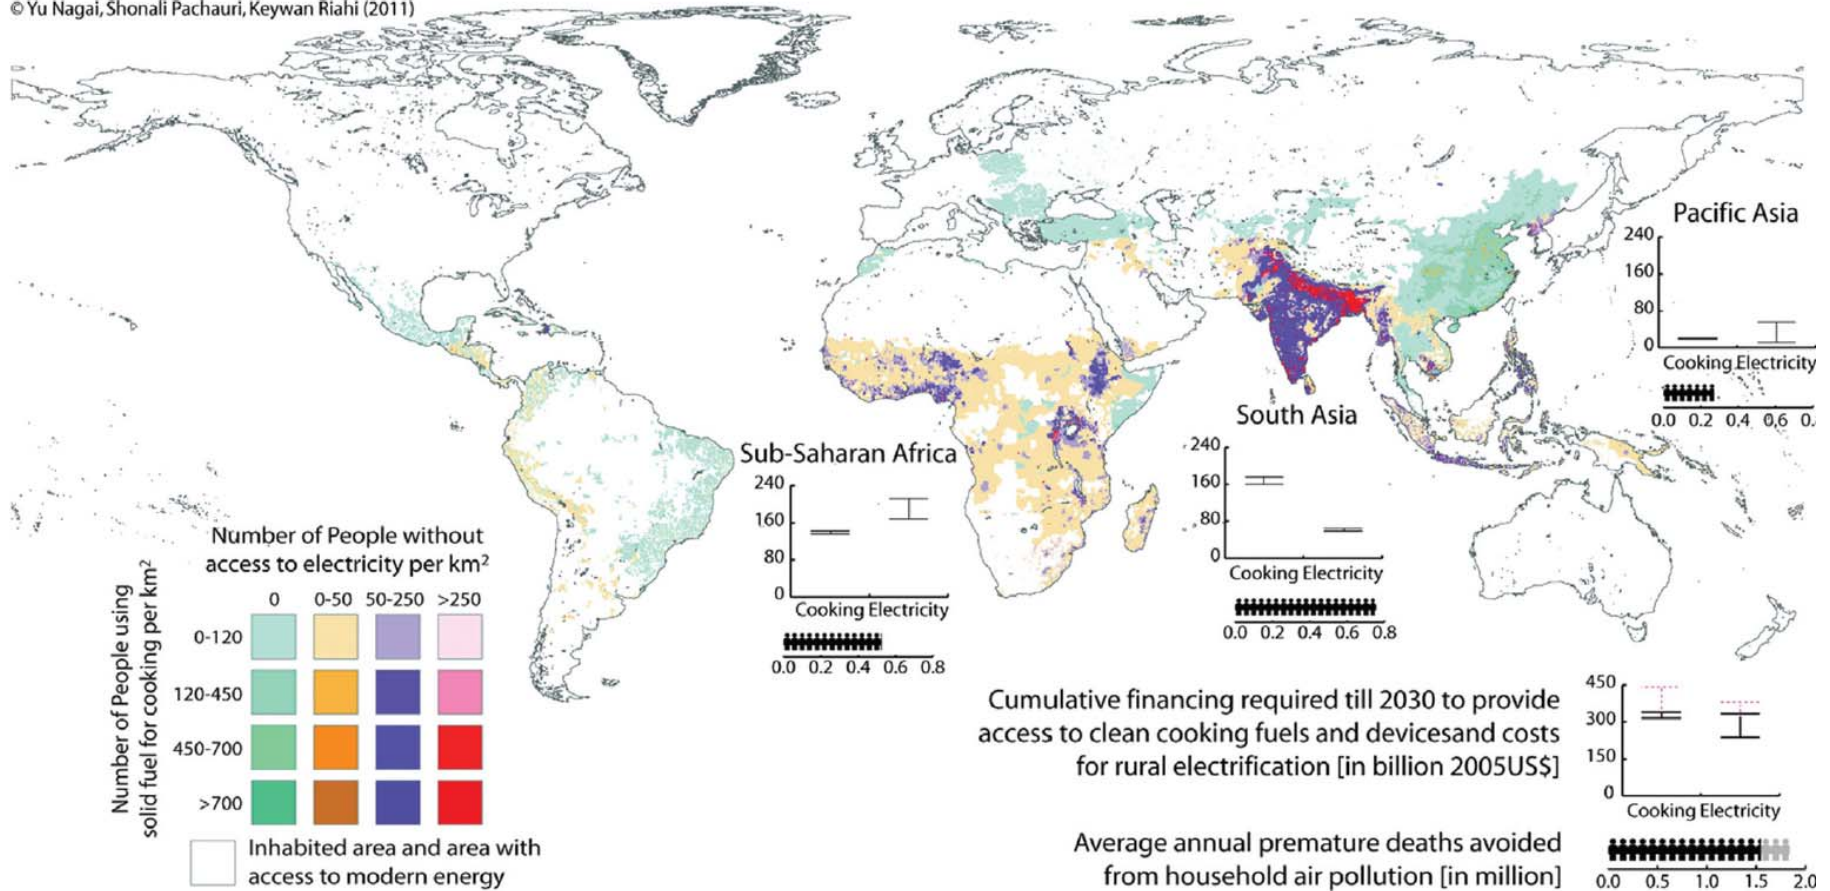 © Yu Nagai, Shonali Pachauri, Keywan Riahi (2011)
Pacific Asia
240
160
80
0
Cooking Electricity
0.0 0.2 0.4 0,6 0.
South Asia
240
160
80
0
Cooking Electricity
0.0 0.2 0.4 0.6 0.8
Sub-Saharan Africa
240
160
80
0
Cooking Electricity
0.0 0.2 0.4 0.6 0.8
Number of People without
access to electricity per km²
0 0-50 50-250 >250
Number of People using
solid fuel for cooking per km²
0-120
120-450
450-700
>700
Inhabited area and area with
access to modern energy
Cumulative financing required till 2030 to provide
access to clean cooking fuels and devicesand costs
for rural electrification [in billion 2005US$]
450
300
150
0
Cooking Electricity
Average annual premature deaths avoided
from household air pollution [in million]
0.0 0.5 1.0 1.5 2.0